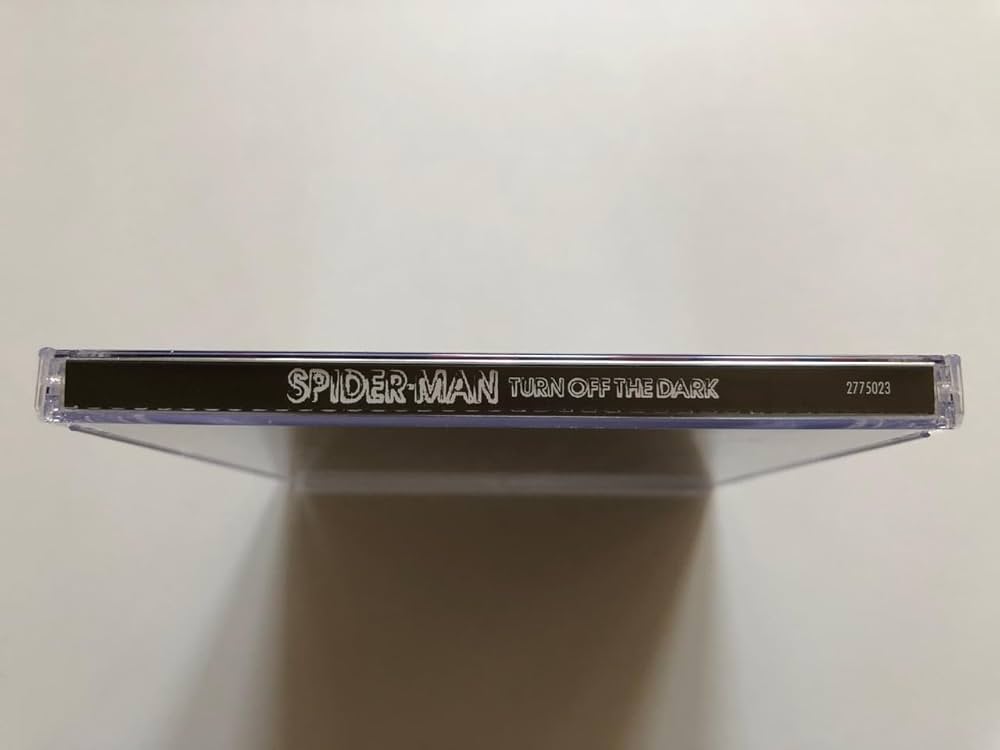 SPIDER-MAN TURN OFF THE DARK 2775023